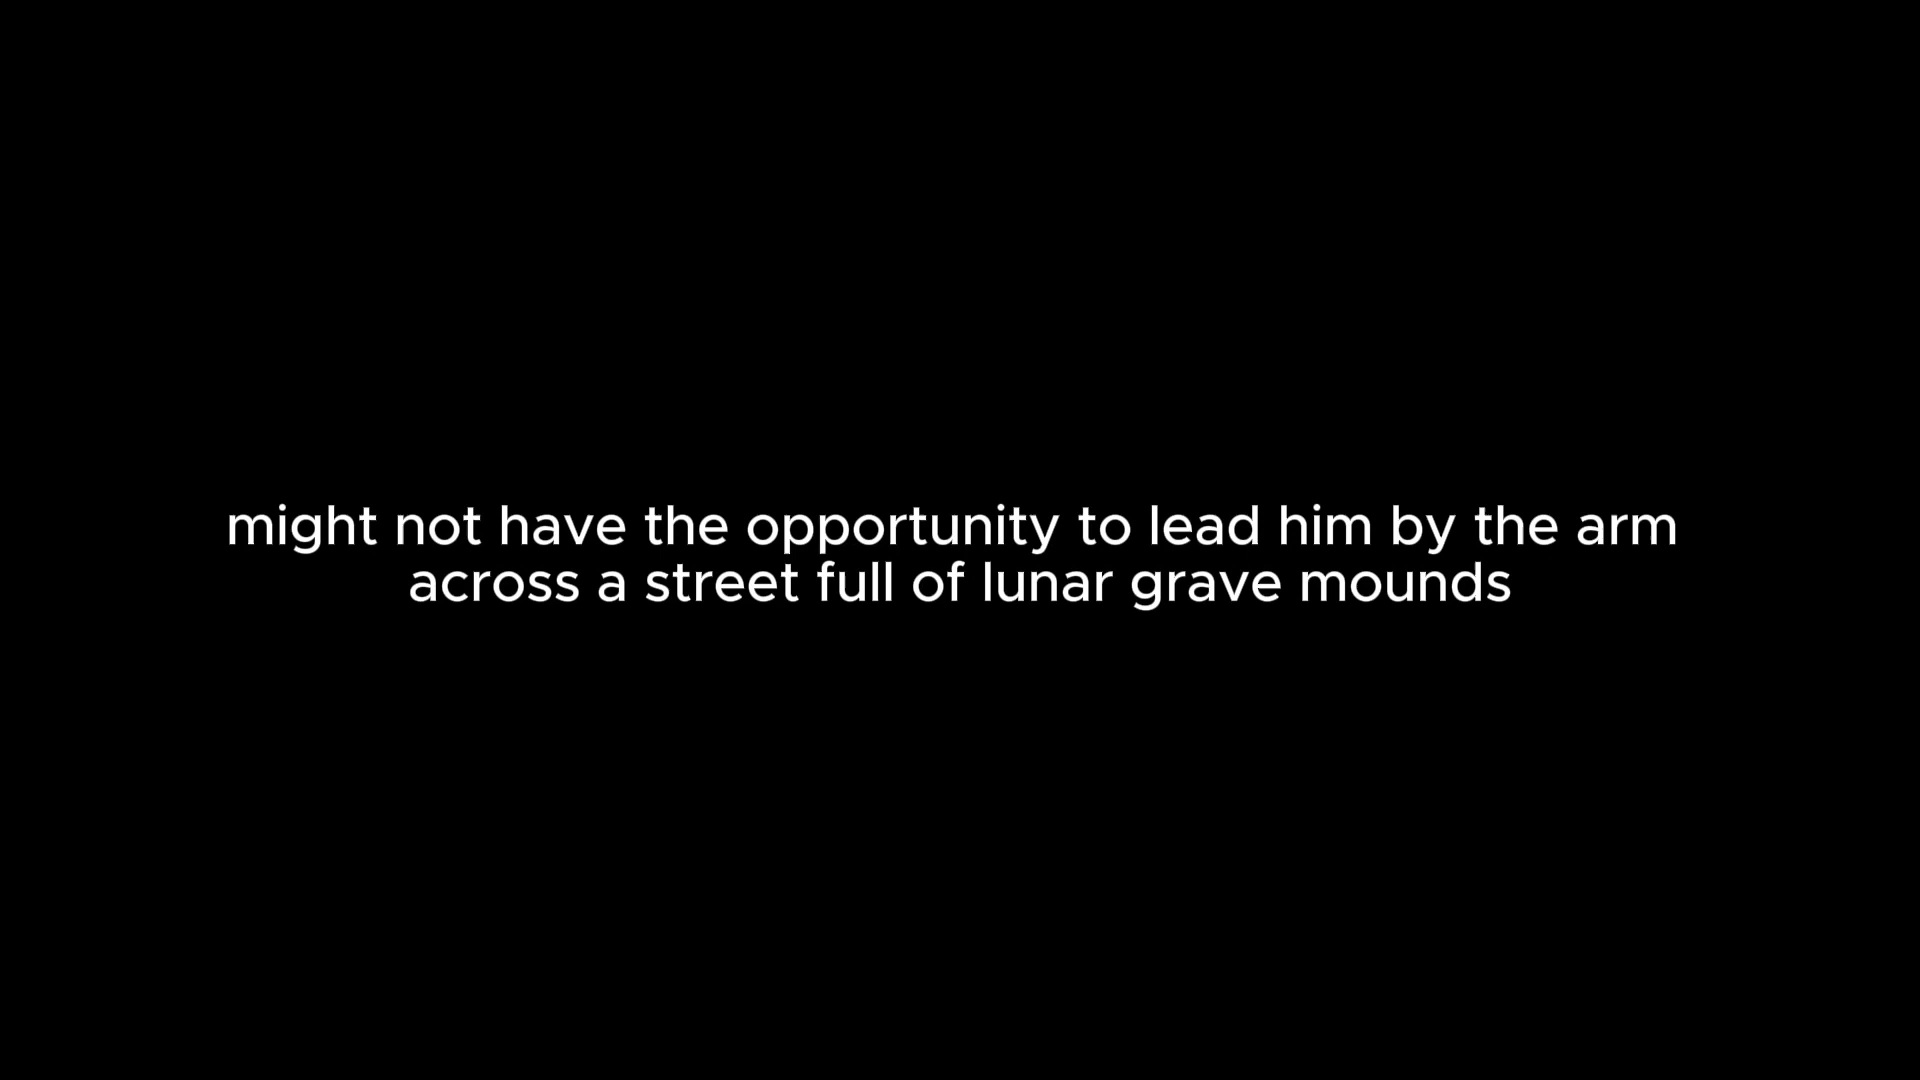 might not have the opportunity to lead him by the arm
across a street full of lunar grave mounds